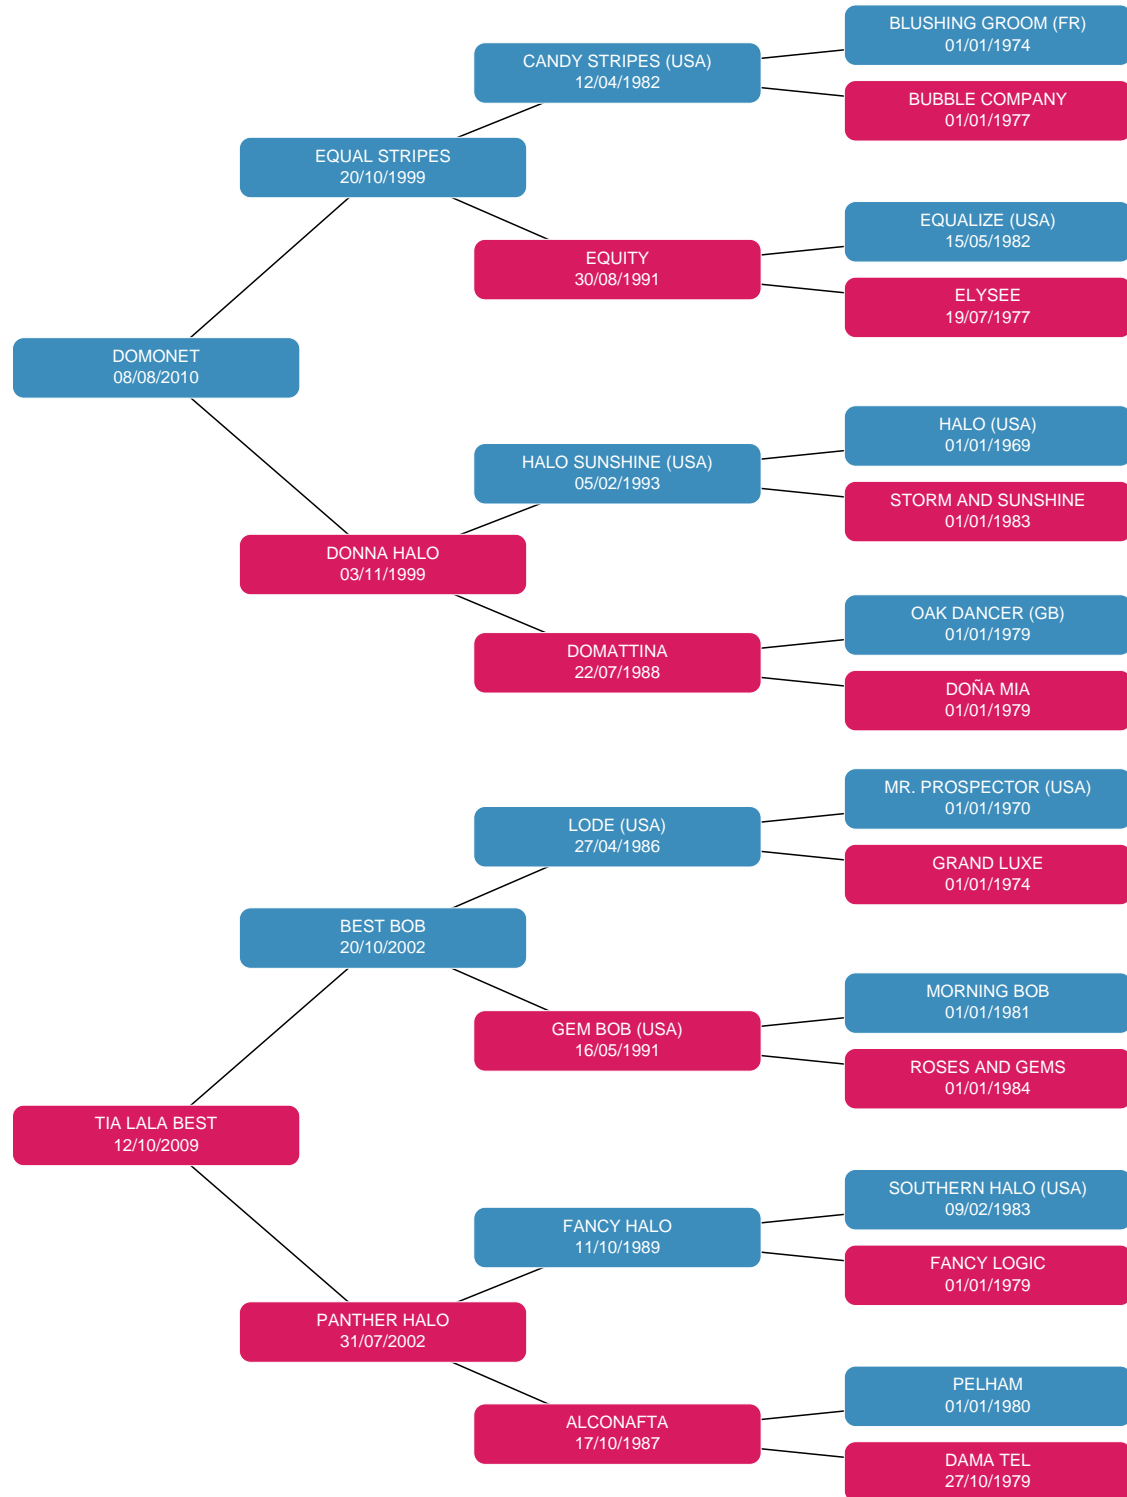 BLUSHING GROOM (FR)
01/01/1974
CANDY STRIPES (USA)
12/04/1982
BUBBLE COMPANY
01/01/1977
EQUAL STRIPES
20/10/1999
EQUALIZE (USA)
15/05/1982
EQUITY
30/08/1991
ELYSEE
19/07/1977
DOMONET
08/08/2010
HALO (USA)
01/01/1969
HALO SUNSHINE (USA)
05/02/1993
STORM AND SUNSHINE
01/01/1983
DONNA HALO
03/11/1999
OAK DANCER (GB)
01/01/1979
DOMATTINA
22/07/1988
DOÑA MIA
01/01/1979
MR. PROSPECTOR (USA)
01/01/1970
LODE (USA)
27/04/1986
GRAND LUXE
01/01/1974
BEST BOB
20/10/2002
MORNING BOB
01/01/1981
GEM BOB (USA)
16/05/1991
ROSES AND GEMS
01/01/1984
TIA LALA BEST
12/10/2009
SOUTHERN HALO (USA)
09/02/1983
FANCY HALO
11/10/1989
FANCY LOGIC
01/01/1979
PANTHER HALO
31/07/2002
PELHAM
01/01/1980
ALCONAFTA
17/10/1987
DAMA TEL
27/10/1979